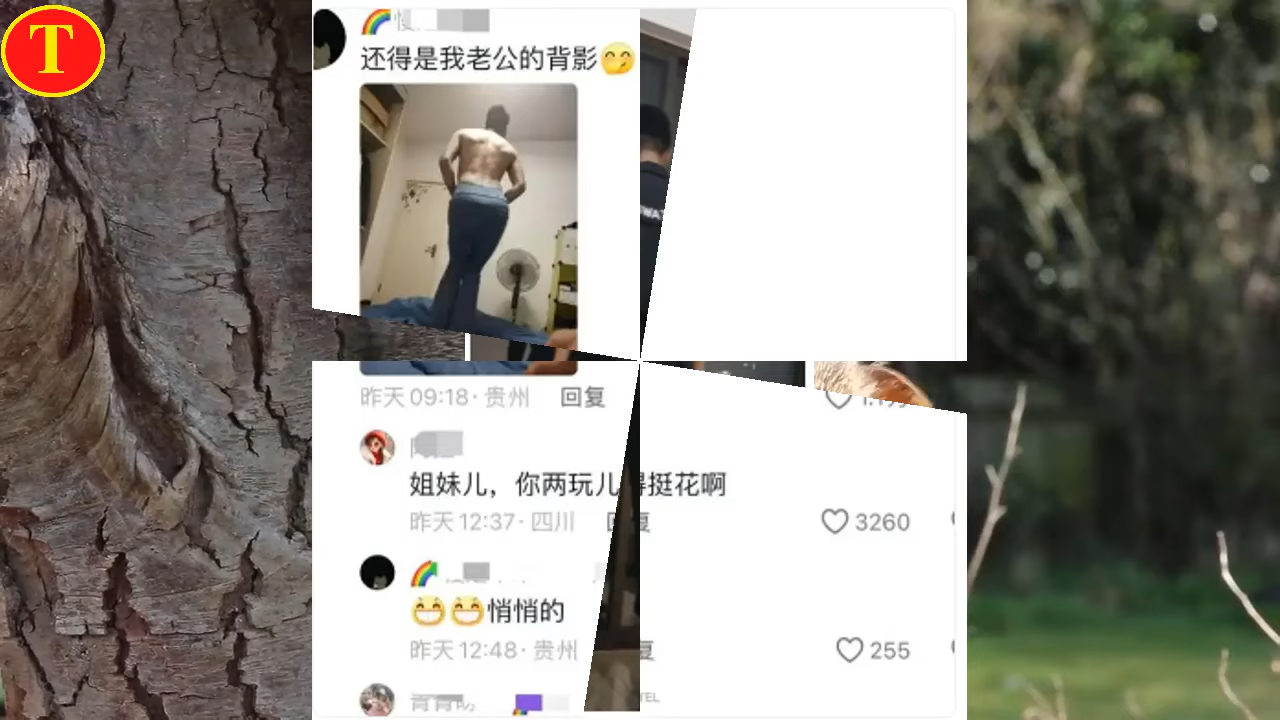 T
还得是我老公的背影😏
昨天 09:18 · 贵州 回复
姐妹儿，你两玩儿得挺花啊
昨天 12:37 · 四川 回复
3260
😁😁悄悄的
昨天 12:48 · 贵州
255